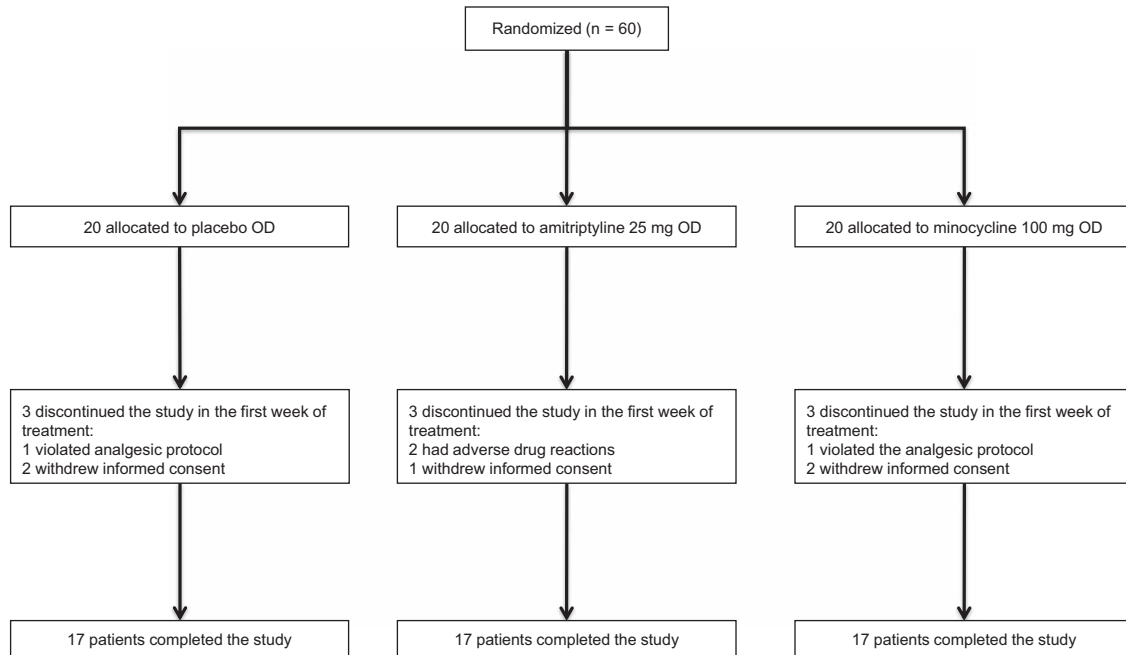 Randomized (n = 60)
20 allocated to placebo OD
20 allocated to amitriptyline 25 mg OD
20 allocated to minocycline 100 mg OD
3 discontinued the study in the first week of
treatment:
1 violated analgesic protocol
2 withdrew informed consent
3 discontinued the study in the first week of
treatment:
2 had adverse drug reactions
1 withdrew informed consent
3 discontinued the study in the first week of
treatment:
1 violated the analgesic protocol
2 withdrew informed consent
17 patients completed the study
17 patients completed the study
17 patients completed the study